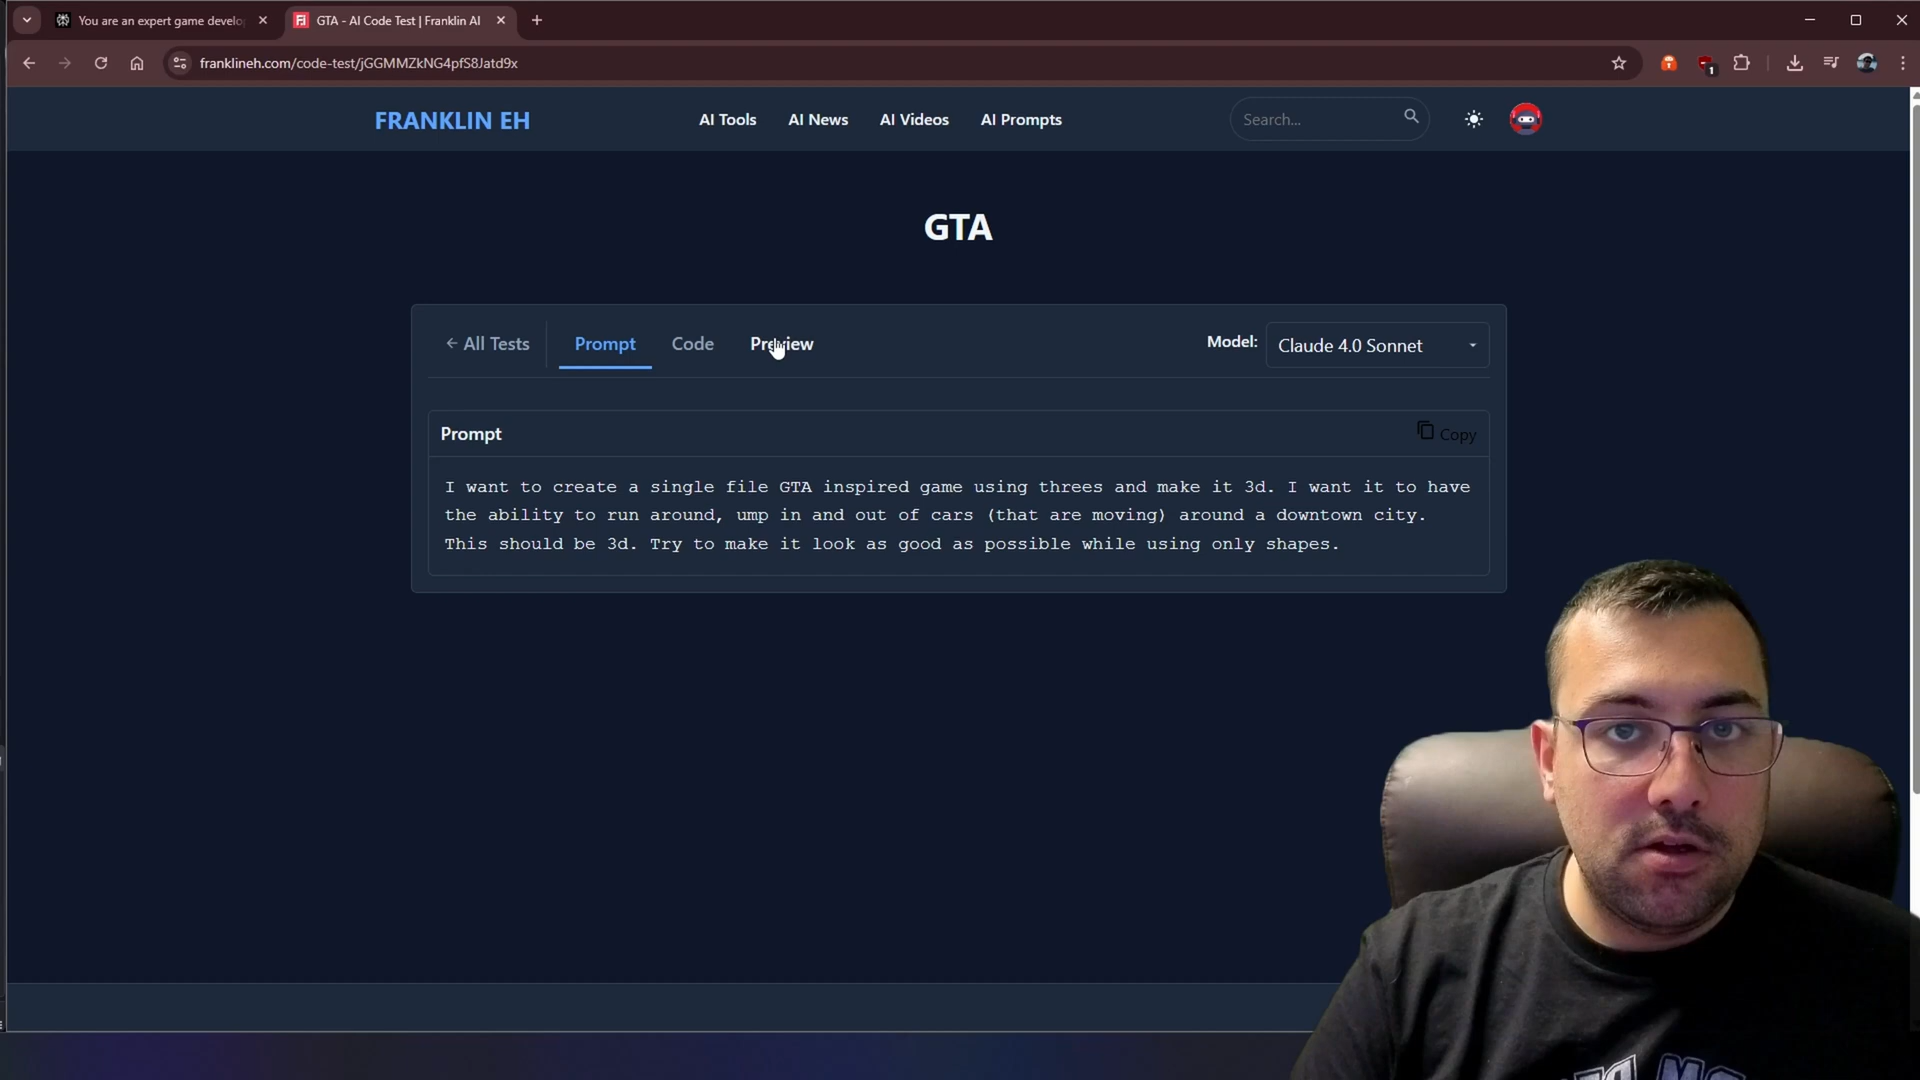 You are an expert game develo
GTA - AI Code Test | Franklin AI
franklineh.com/code-test/jGGMMZkNG4pfS8Jatd9x
1
FRANKLIN EH
AI Tools
AI News
AI Videos
AI Prompts
Search...
GTA
← All Tests
Prompt
Code
Preview
Model:
Claude 4.0 Sonnet
Prompt
Copy
I want to create a single file GTA inspired game using threes and make it 3d. I want it to have
the ability to run around, ump in and out of cars (that are moving) around a downtown city.
This should be 3d. Try to make it look as good as possible while using only shapes.